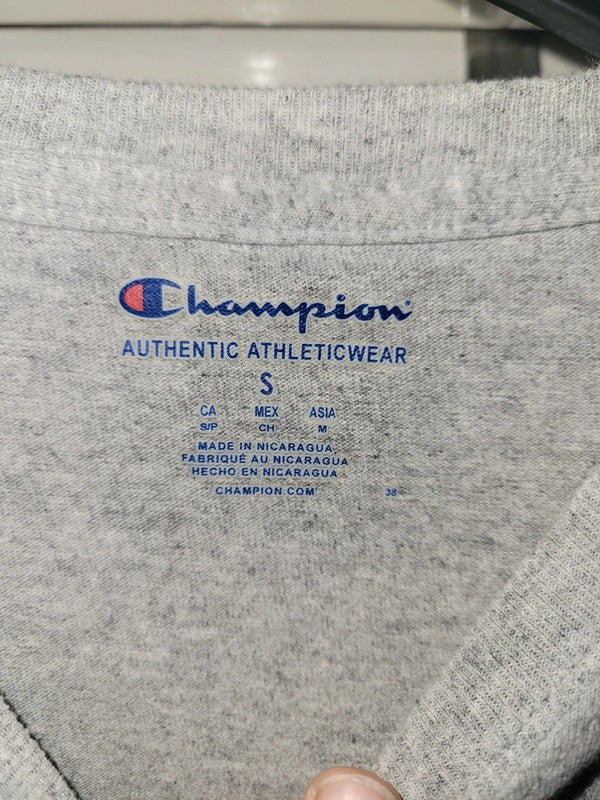 Champion
AUTHENTIC ATHLETICWEAR
S
CA MEX ASIA
S/P CH M
MADE IN NICARAGUA
FABRIQUÉ AU NICARAGUA
HECHO EN NICARAGUA
CHAMPION.COM 38